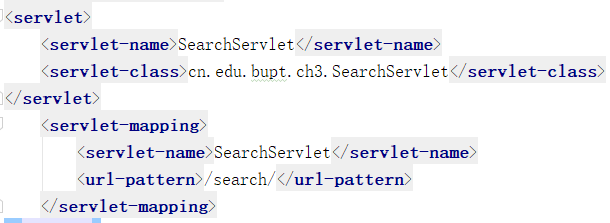 <servlet>
<servlet-name>SearchServlet</servlet-name>
<servlet-class>cn.edu.bupt.ch3.SearchServlet</servlet-class>
</servlet>
<servlet-mapping>
<servlet-name>SearchServlet</servlet-name>
<url-pattern>/search/</url-pattern>
</servlet-mapping>